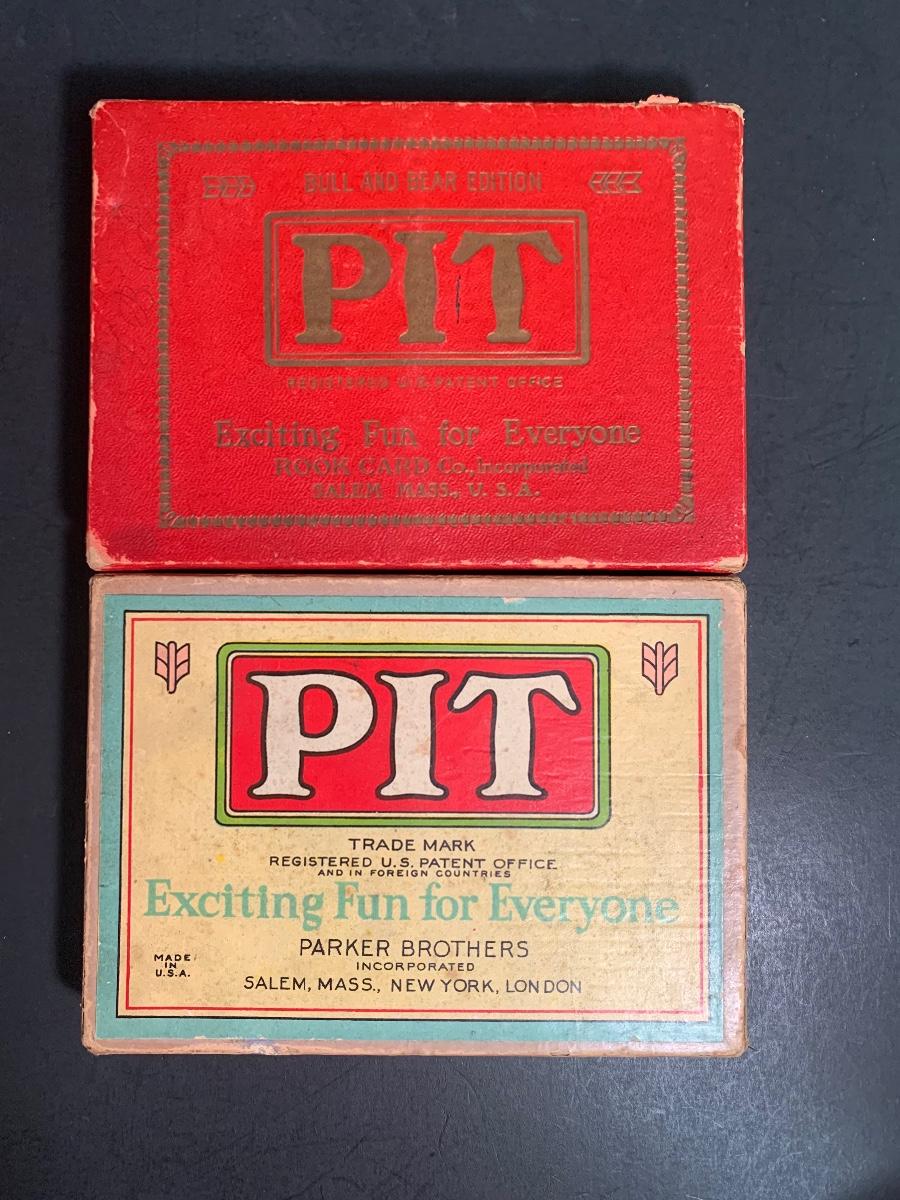 BULL AND BEAR EDITION
PIT
REGISTERED U.S. PATENT OFFICE
Exciting Fun for Everyone
ROOK CARD Co., Incorporated
SALEM MASS., U. S. A.
PIT
TRADE MARK
REGISTERED U.S. PATENT OFFICE
AND IN FOREIGN COUNTRIES
Exciting Fun for Everyone
PARKER BROTHERS
INCORPORATED
SALEM, MASS., NEW YORK, LONDON
MADE
IN
U.S.A.